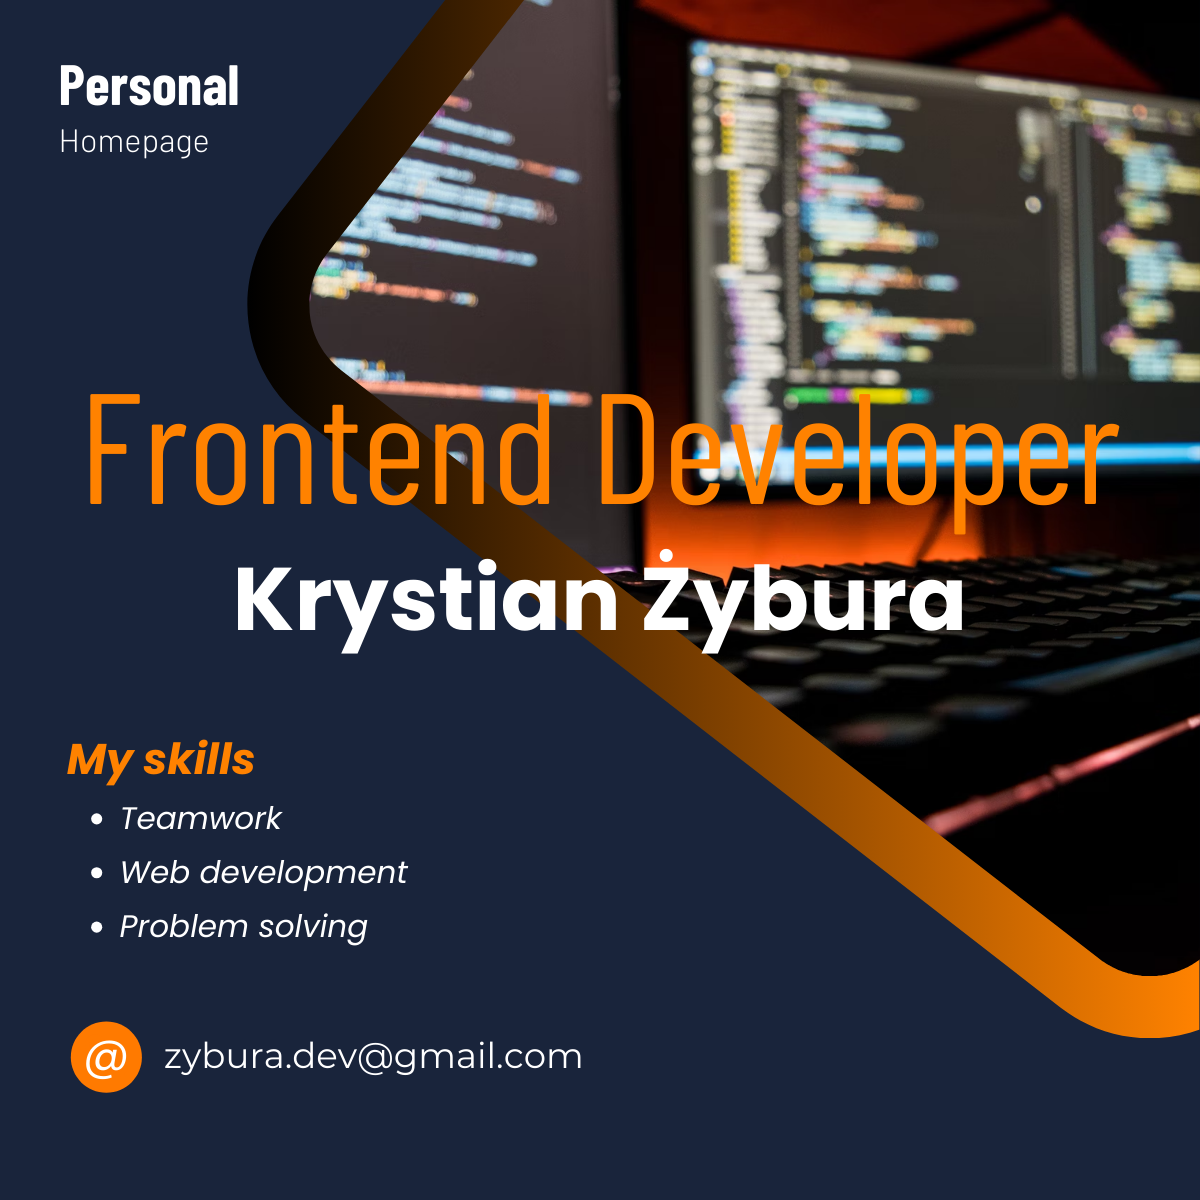 Personal
Homepage
Frontend Developer
Krystian Żybura
My skills
• Teamwork
• Web development
• Problem solving
@ zybura.dev@gmail.com